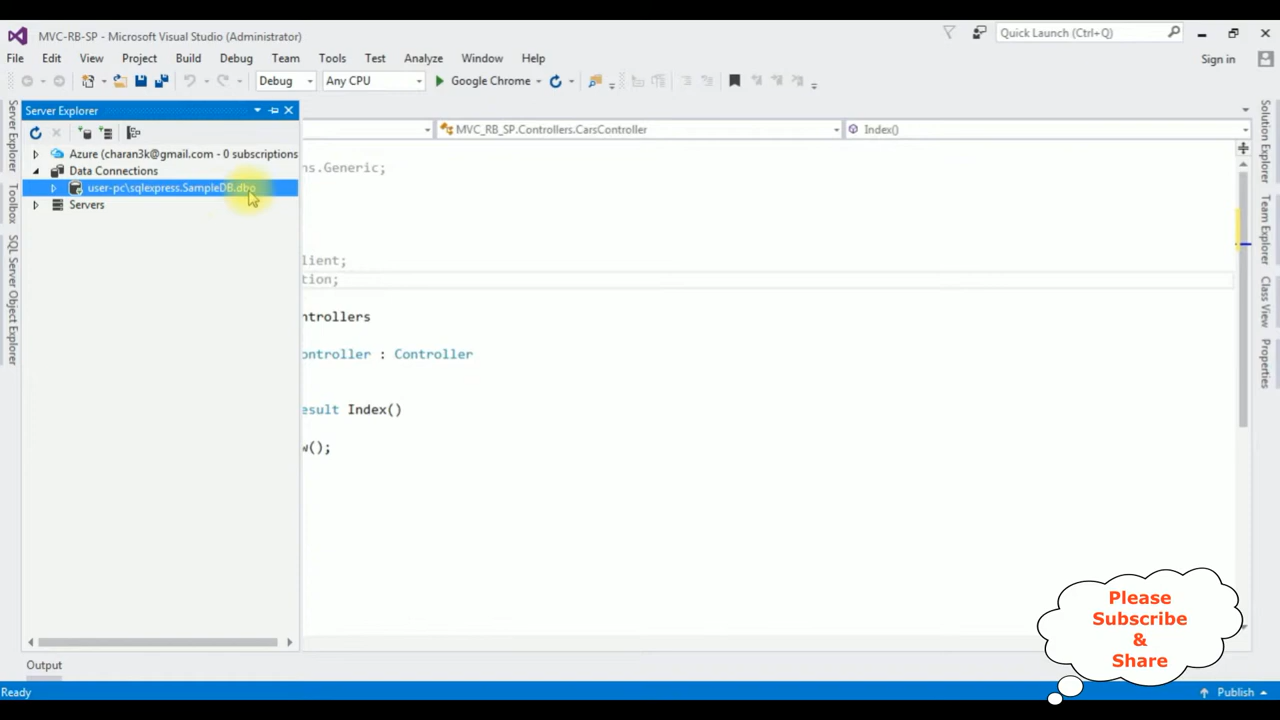 MVC-RB-SP - Microsoft Visual Studio (Administrator)
Quick Launch (Ctrl+Q)
File Edit View Project Build Debug Team Tools Test Analyze Window Help
Sign in
Debug Any CPU Google Chrome
Server Explorer
MVC_RB_SP.Controllers.CarsController Index()
Azure (charan3k@gmail.com - 0 subscriptions
Data Connections
user-pc\sqlexpress.SampleDB.dbo
Servers
ns.Generic;
lient;
tion;
ntrollers
ontroller : Controller
esult Index()
w();
Server Explorer
Toolbox
SQL Server Object Explorer
Solution Explorer
Team Explorer
Class View
Properties
Please
Subscribe
&
Share
Output
Ready
Publish